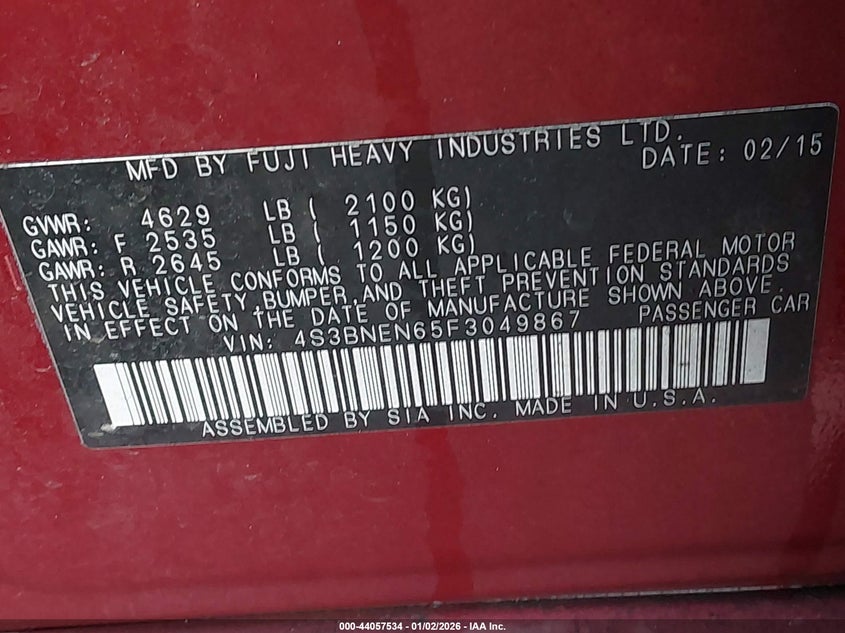 MFD BY FUJI HEAVY INDUSTRIES LTD.
DATE: 02/15
GVWR: 4629 LB ( 2100 KG)
GAWR: F 2535 LB ( 1150 KG)
GAWR: R 2645 LB ( 1200 KG)
THIS VEHICLE CONFORMS TO ALL APPLICABLE FEDERAL MOTOR
VEHICLE SAFETY, BUMPER, AND THEFT PREVENTION STANDARDS
IN EFFECT ON THE DATE OF MANUFACTURE SHOWN ABOVE.
VIN: 4S3BNEN65F3049867 PASSENGER CAR
ASSEMBLED BY SIA INC. MADE IN U.S.A.
000-44057534 - 01/02/2026 - IAA Inc.